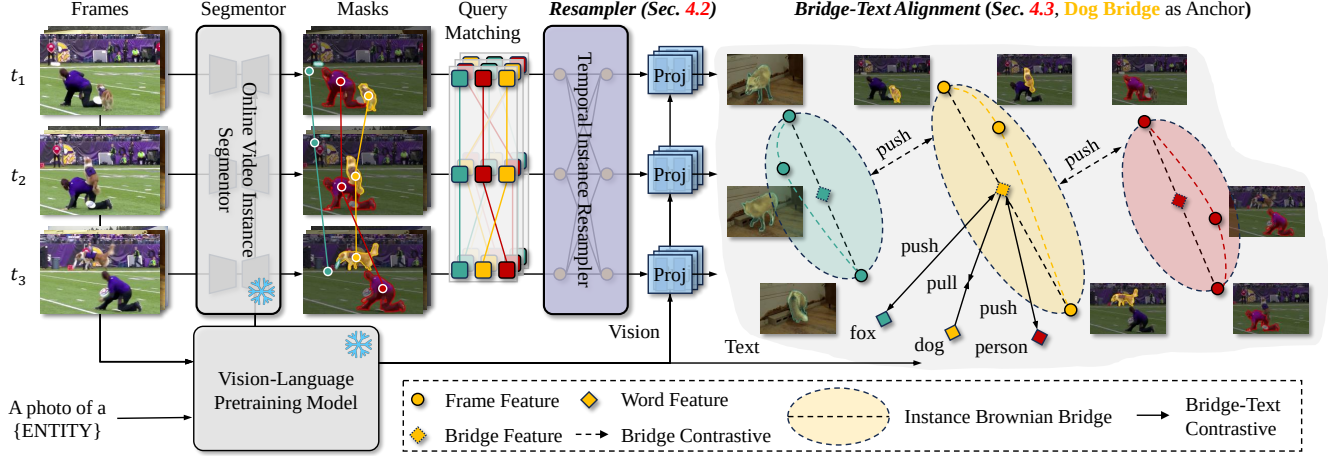 Frames
Segmentor
Masks
Query
Matching
Resampler (Sec. 4.2)
Bridge-Text Alignment (Sec. 4.3, Dog Bridge as Anchor)
t1
t2
t3
Online Video Instance
Segmentor
Temporal Instance Resampler
Proj
Proj
Proj
push
push
push
pull
push
fox
dog
person
Vision
Text
Vision-Language
Pretraining Model
A photo of a
{ENTITY}
Frame Feature
Word Feature
Bridge Feature
Bridge Contrastive
Instance Brownian Bridge
Bridge-Text
Contrastive